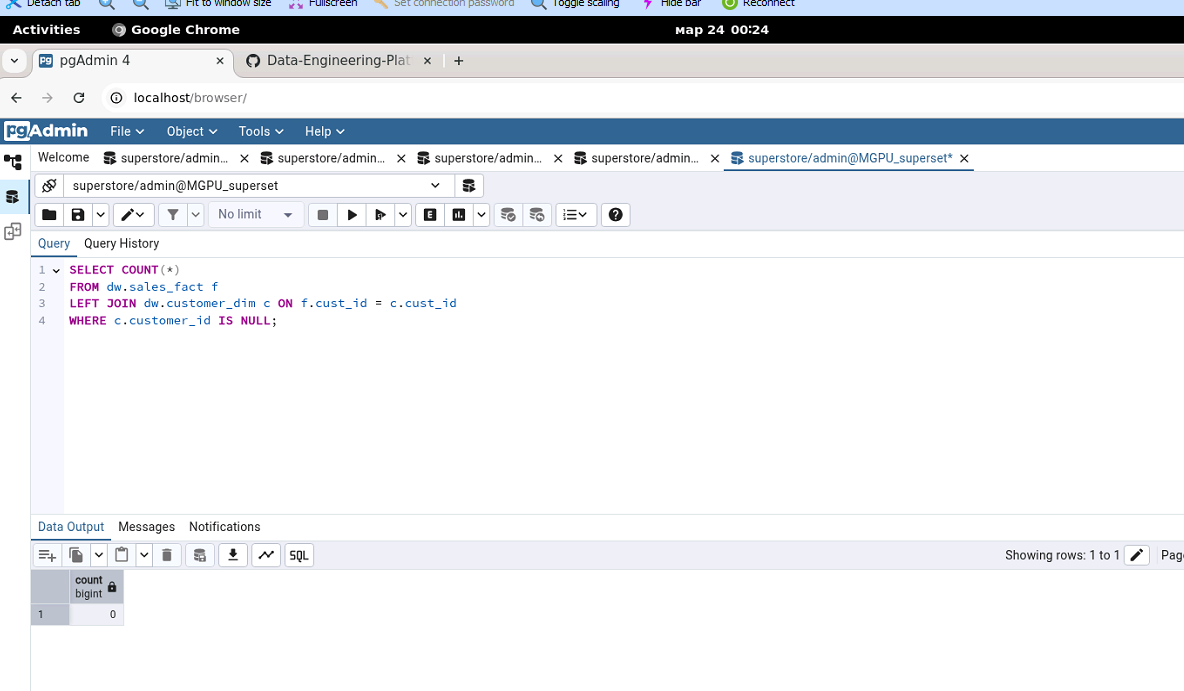 Detach tab Fit to window size Fullscreen Set connection password Toggle scaling Hide bar Reconnect
Activities Google Chrome мар 24 00:24
pgAdmin 4 Data-Engineering-Plat
localhost/browser/
pgAdmin File Object Tools Help
Welcome superstore/admin... superstore/admin... superstore/admin... superstore/admin... superstore/admin@MGPU_superset*
superstore/admin@MGPU_superset
No limit
Query Query History
1 SELECT COUNT(*)
2 FROM dw.sales_fact f
3 LEFT JOIN dw.customer_dim c ON f.cust_id = c.cust_id
4 WHERE c.customer_id IS NULL;
Data Output Messages Notifications
SQL Showing rows: 1 to 1
count
bigint
1 0